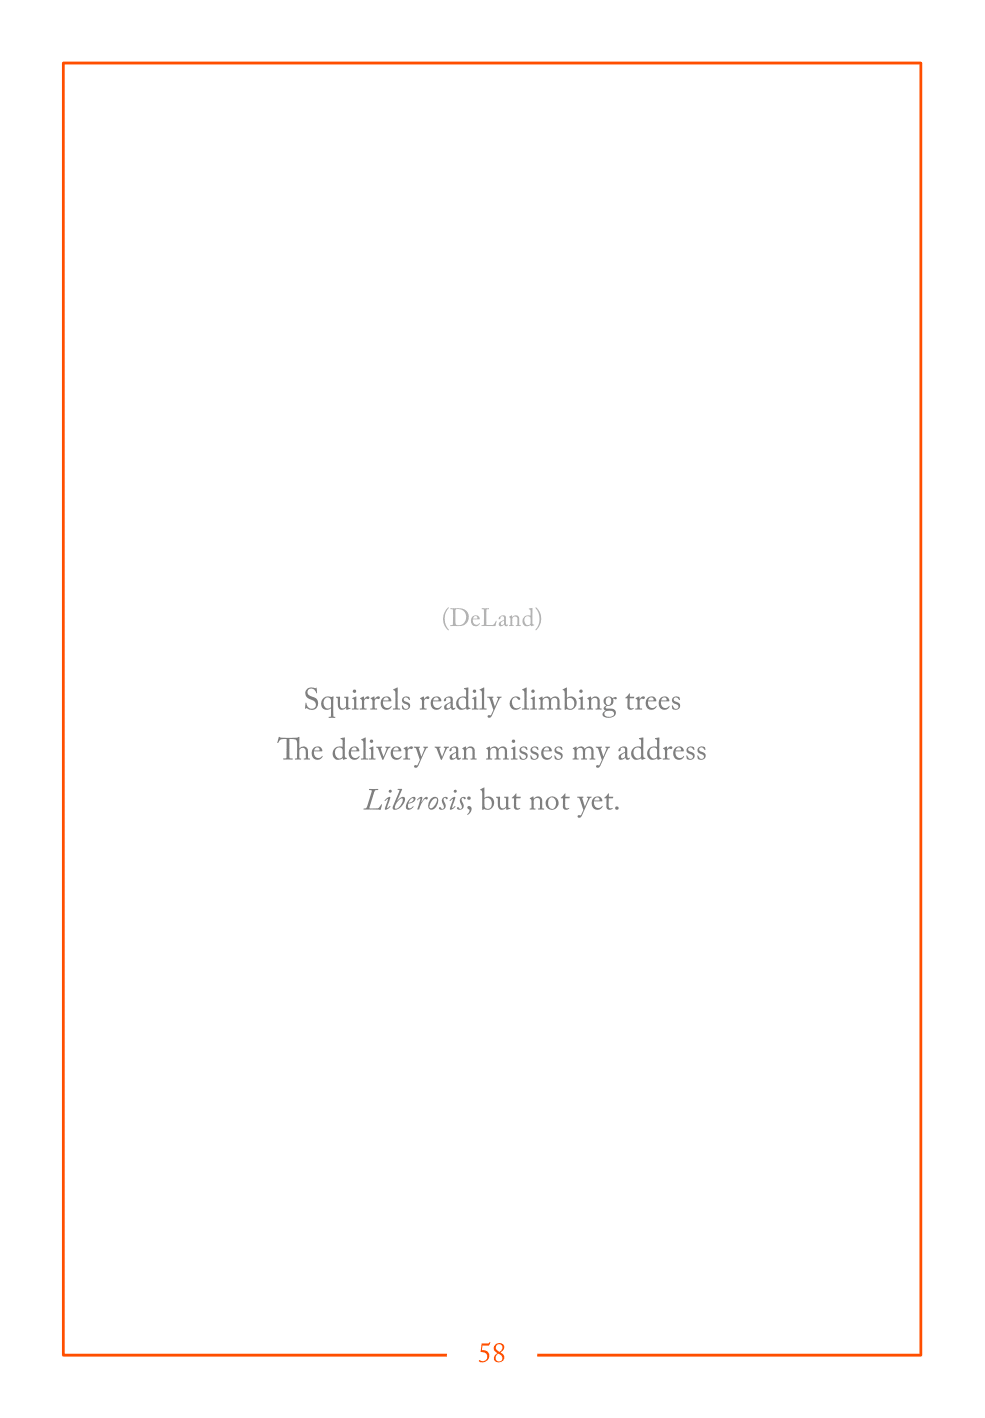 (DeLand)
Squirrels readily climbing trees
The delivery van misses my address
Liberosis; but not yet.
58